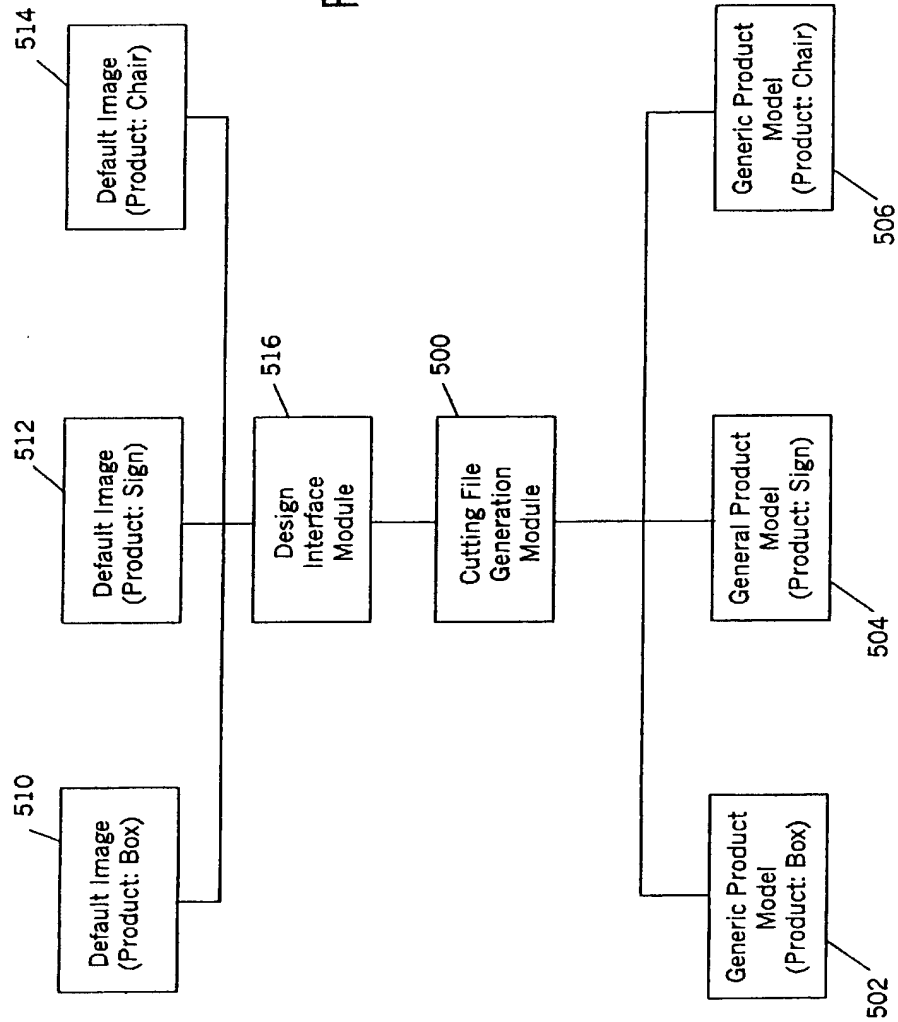 514
512
510
Default Image
(Product: Box)
Default Image
(Product: Sign)
Default Image
(Product: Chair)
516
Design
Interface
Module
500
Cutting File
Generation
Module
Generic Product
Model
(Product: Box)
General Product
Model
(Product: Sign)
Generic Product
Model
(Product: Chair)
502
504
506